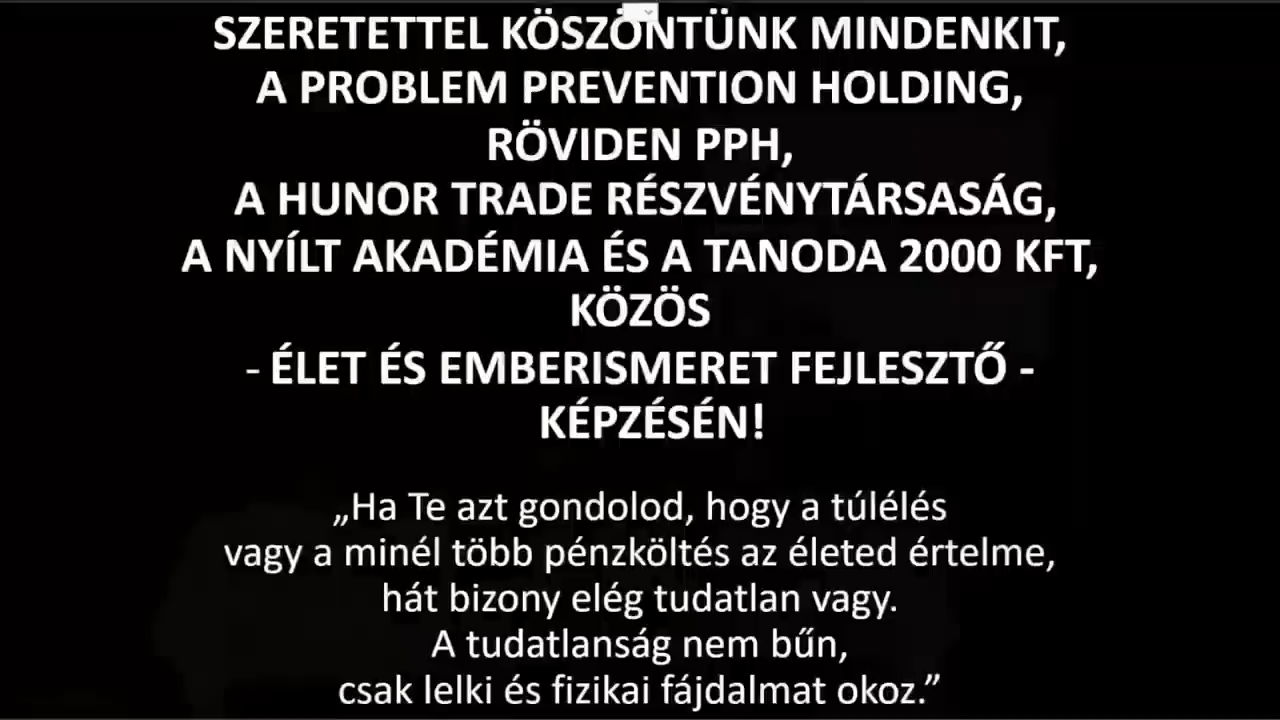 SZERETETTEL KÖSZÖNTÜNK MINDENKIT,
A PROBLEM PREVENTION HOLDING,
RÖVIDEN PPH,
A HUNOR TRADE RÉSZVÉNYTÁRSASÁG,
A NYÍLT AKADÉMIA ÉS A TANODA 2000 KFT,
KÖZÖS
- ÉLET ÉS EMBERISMERET FEJLESZTŐ -
KÉPZÉSÉN!
„Ha Te azt gondolod, hogy a túlélés
vagy a minél több pénzköltés az életed értelme,
hát bizony elég tudatlan vagy.
A tudatlanság nem bűn,
csak lelki és fizikai fájdalmat okoz.”